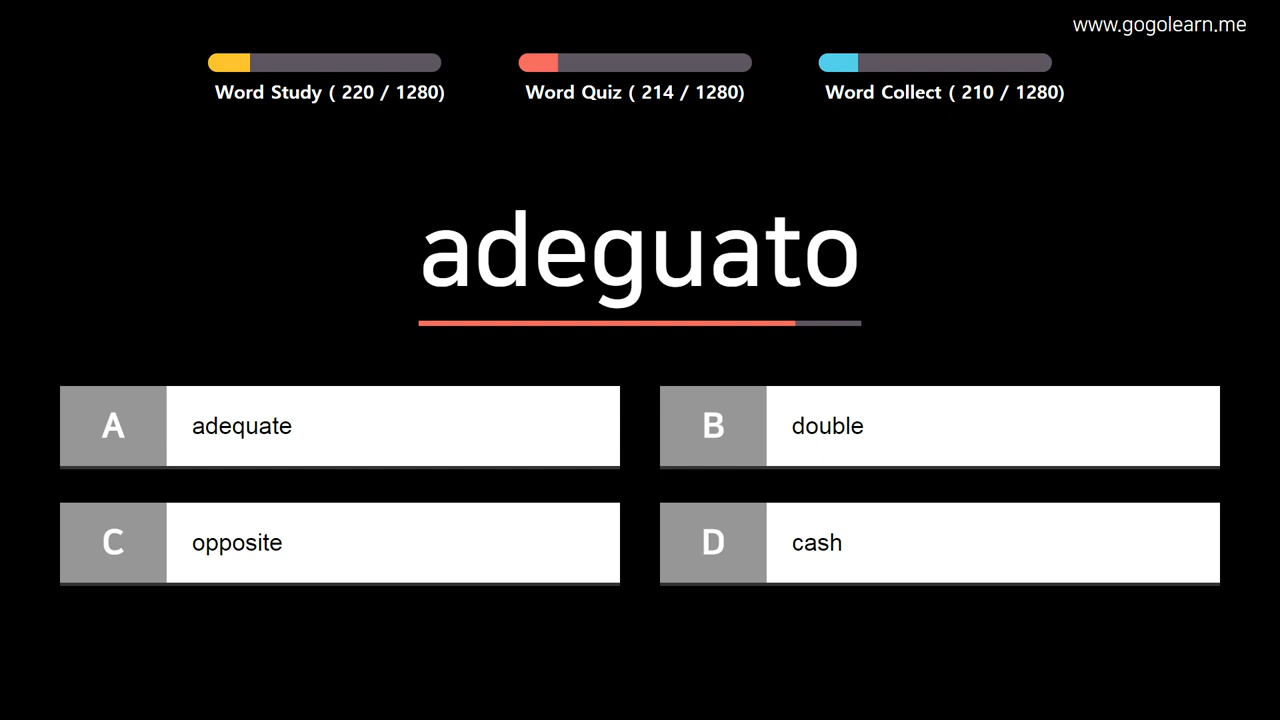 www.gogolearn.me
Word Study ( 220 / 1280)
Word Quiz ( 214 / 1280)
Word Collect ( 210 / 1280)
adeguato
A adequate
B double
C opposite
D cash